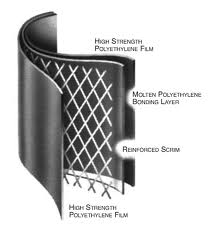 HIGH STRENGTH
POLYETHYLENE FILM
MOLTEN POLYETHYLENE
BONDING LAYER
REINFORCED SCRIM
HIGH STRENGTH
POLYETHYLENE FILM